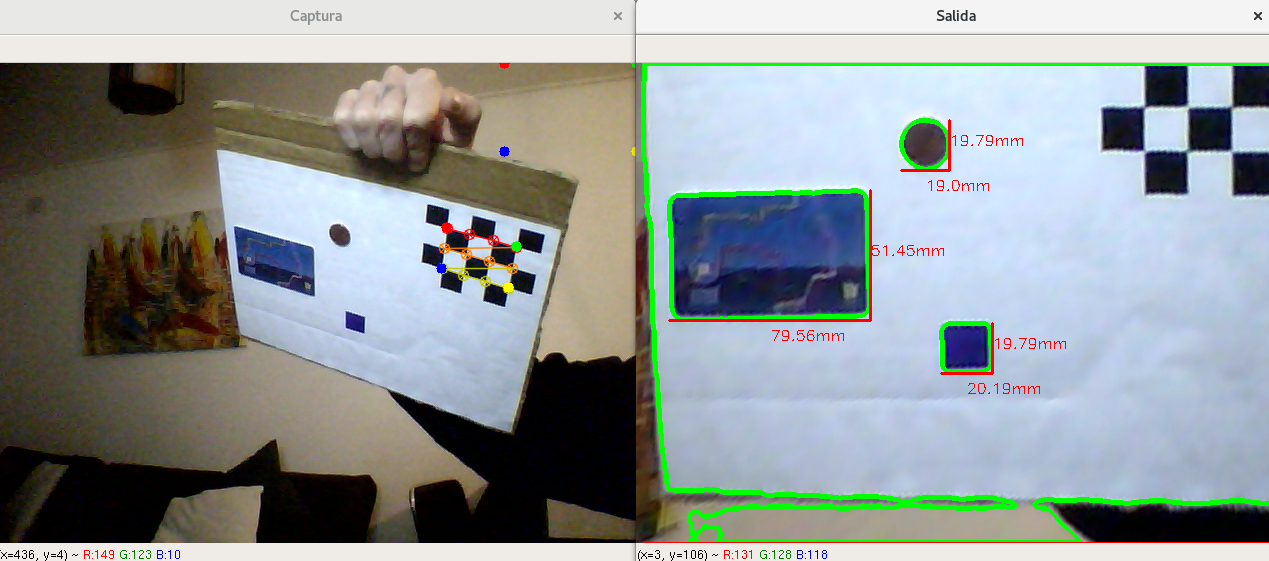 Captura
×
Salida
×
19.79mm
19.0mm
51.45mm
79.56mm
19.79mm
20.19mm
(x=436, y=4) ~ R:149 G:123 B:10
(x=3, y=106) ~ R:131 G:128 B:118